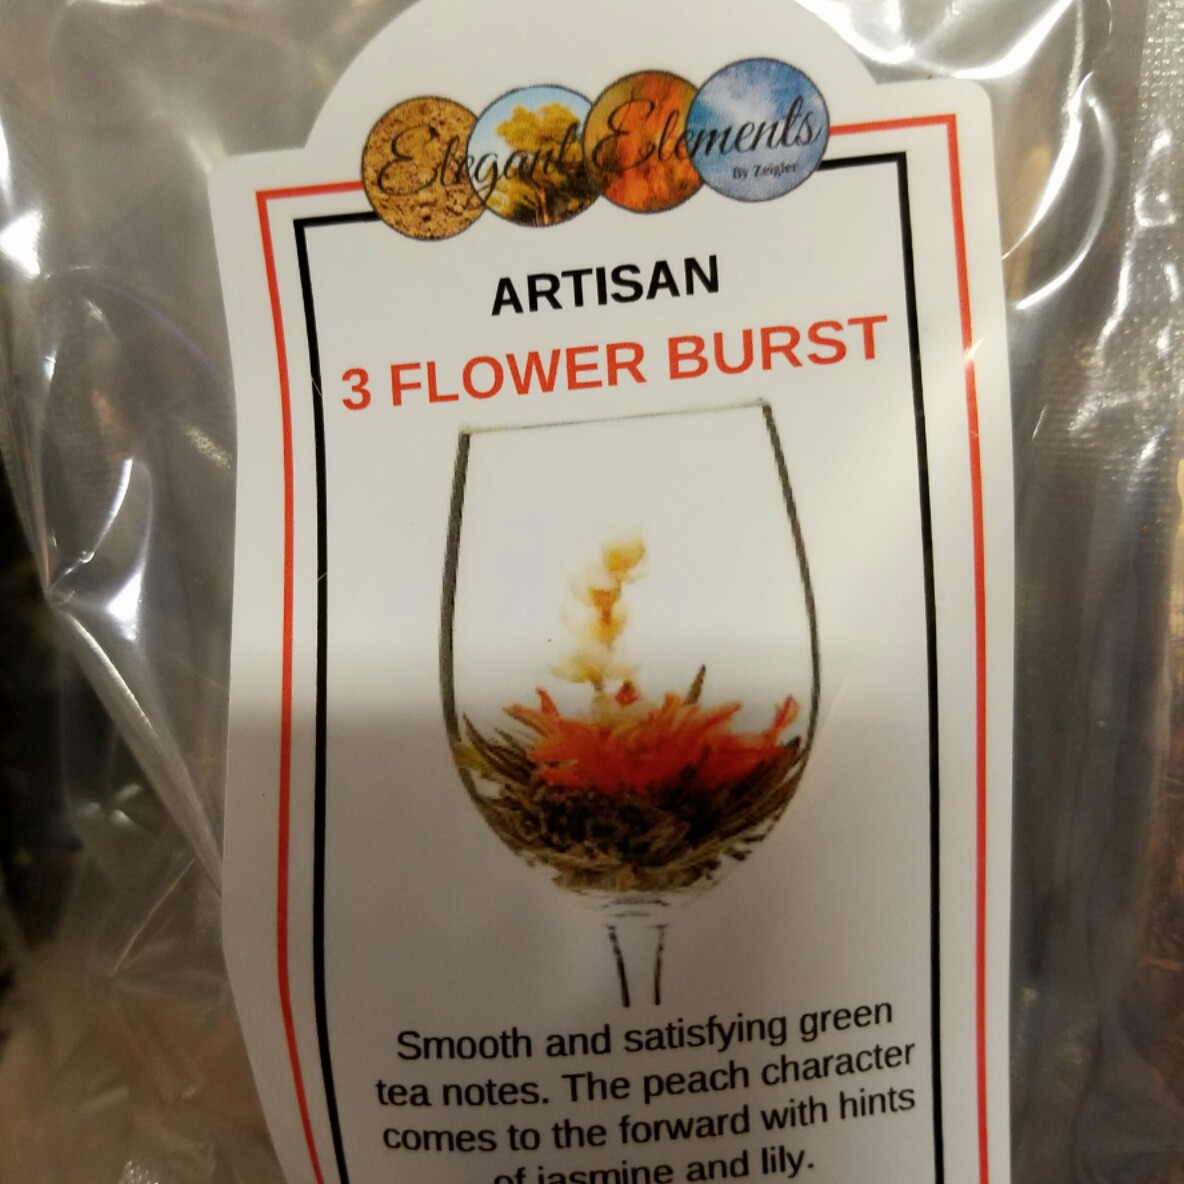 Elegant Elements
By Zeigler
ARTISAN
3 FLOWER BURST
Smooth and satisfying green
tea notes. The peach character
comes to the forward with hints
of jasmine and lily.